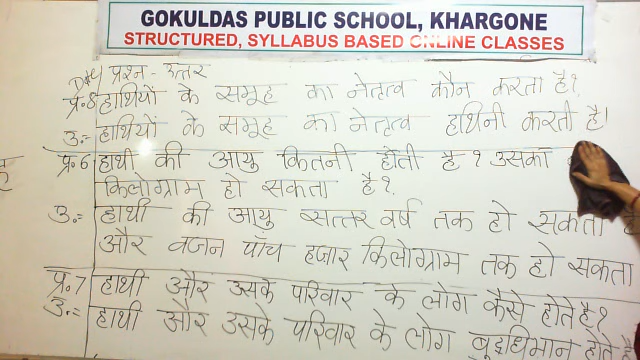 GOKULDAS PUBLIC SCHOOL, KHARGONE
STRUCTURED, SYLLABUS BASED ONLINE CLASSES
प्रश्न - उत्तर
हाथियों के समूह का नेतृत्व कौन करता है?
उ.= हाथियों के समूह का नेतृत्व हथिनी करती है।
प्र.6 हाथी की आयु कितनी होती है? उसका
किलोग्राम हो सकता है?
उ.= हाथी की आयु सत्तर वर्ष तक हो सकता
और वजन पाँच हजार किलोग्राम तक हो सकता
प्र.7 हाथी और उसके परिवार के लोग कैसे होते है?
उ.= हाथी और उसके परिवार के लोग होते